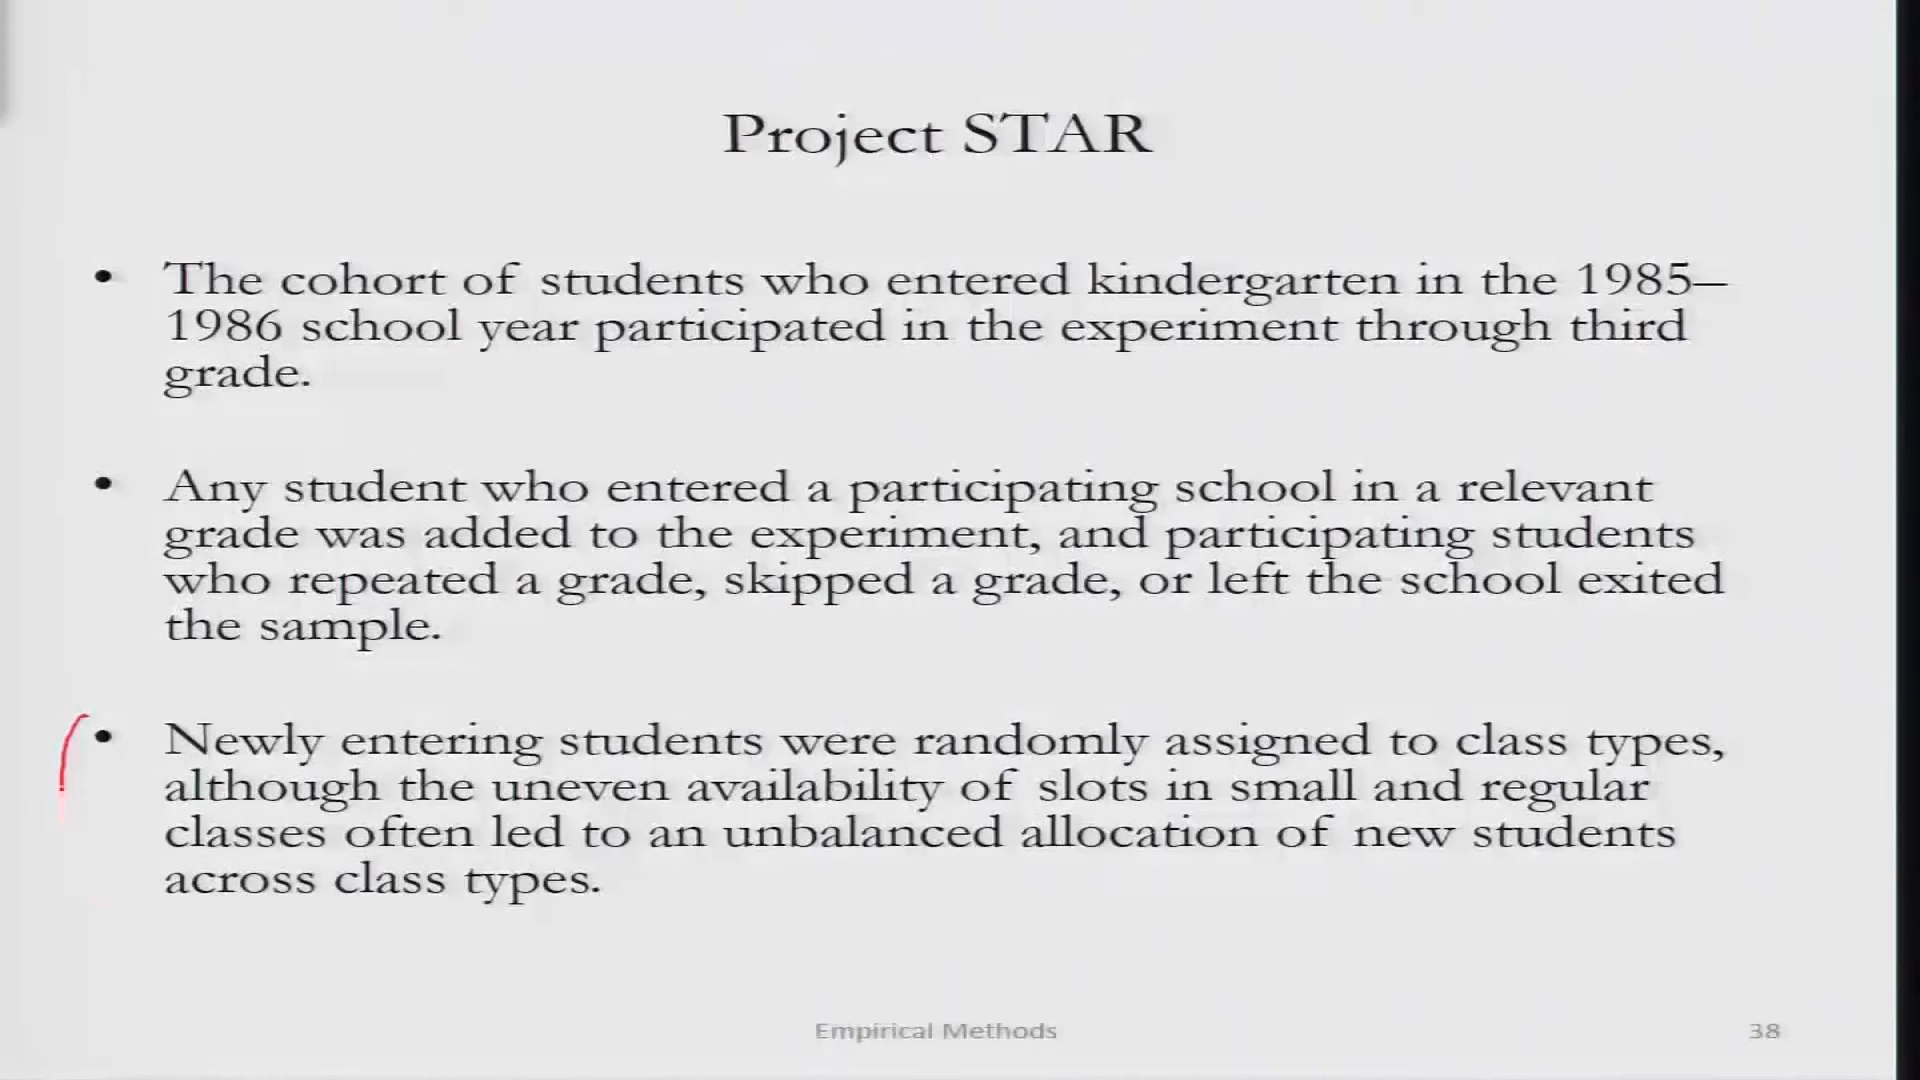 Project STAR
• The cohort of students who entered kindergarten in the 1985–
1986 school year participated in the experiment through third
grade.
• Any student who entered a participating school in a relevant
grade was added to the experiment, and participating students
who repeated a grade, skipped a grade, or left the school exited
the sample.
• Newly entering students were randomly assigned to class types,
although the uneven availability of slots in small and regular
classes often led to an unbalanced allocation of new students
across class types.
Empirical Methods
38